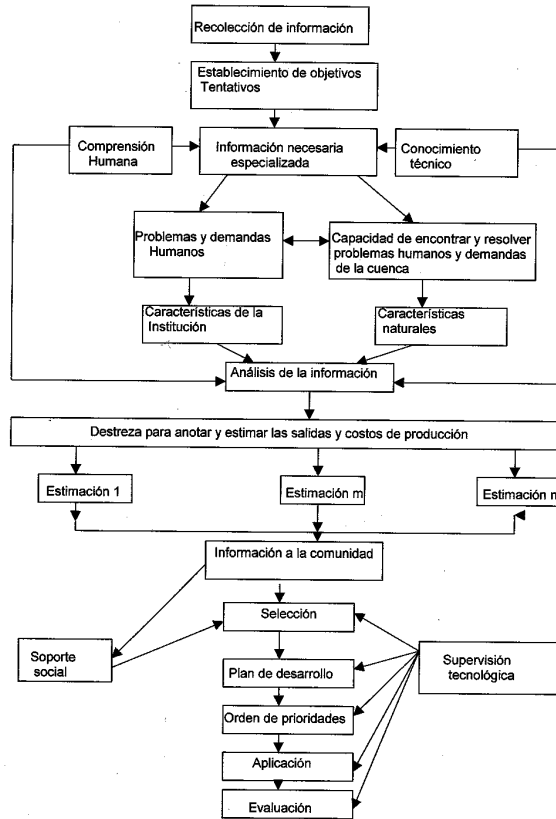 Recolección de información
Establecimiento de objetivos
Tentativos
Comprensión
Humana
Información necesaria
especializada
Conocimiento
técnico
Problemas y demandas
Humanos
Capacidad de encontrar y resolver
problemas humanos y demandas
de la cuenca
Características de la
Institución
Características
naturales
Análisis de la información
Destreza para anotar y estimar las salidas y costos de producción
Estimación 1
Estimación m
Estimación n
Información a la comunidad
Selección
Soporte
social
Plan de desarrollo
Supervisión
tecnológica
Orden de prioridades
Aplicación
Evaluación